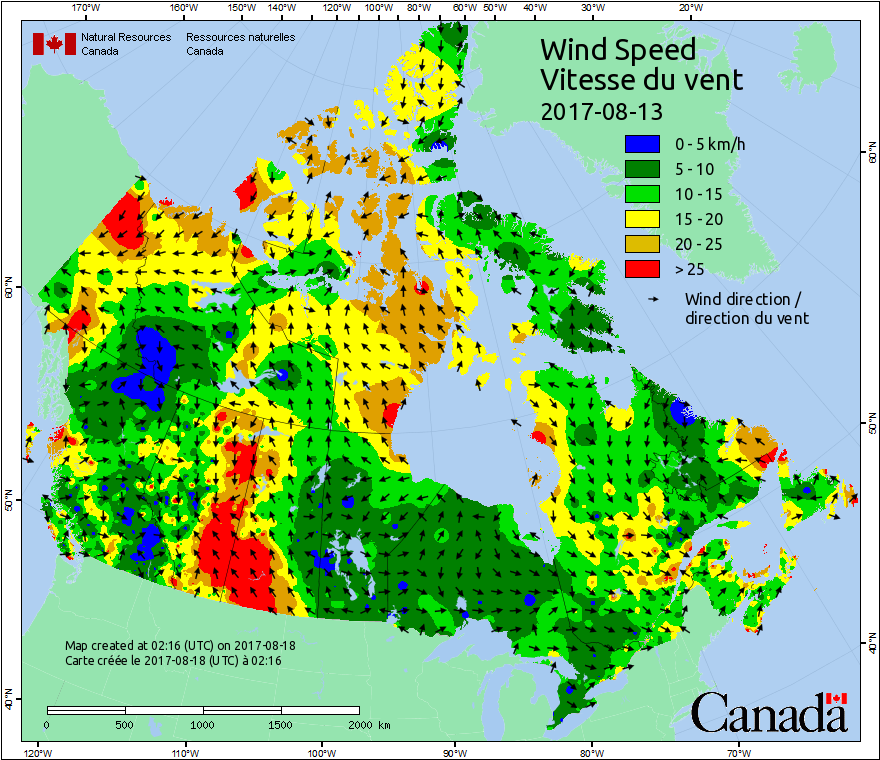 170°W 160°W 150°W 140°W 130°W 120°W 110°W 100°W 90°W 80°W 70°W 60°W 50°W 40°W 30°W 20°W
Natural Resources Ressources naturelles
Canada Canada
Wind Speed
Vitesse du vent
2017-08-13
0 - 5 km/h
5 - 10
10 - 15
15 - 20
20 - 25
> 25
Wind direction /
direction du vent
60°N
60°N
50°N
50°N
40°N
40°N
Map created at 02:16 (UTC) on 2017-08-18
Carte créée le 2017-08-18 (UTC) à 02:16
0 500 1000 1500 2000 km
Canada
120°W 110°W 100°W 90°W 80°W 70°W